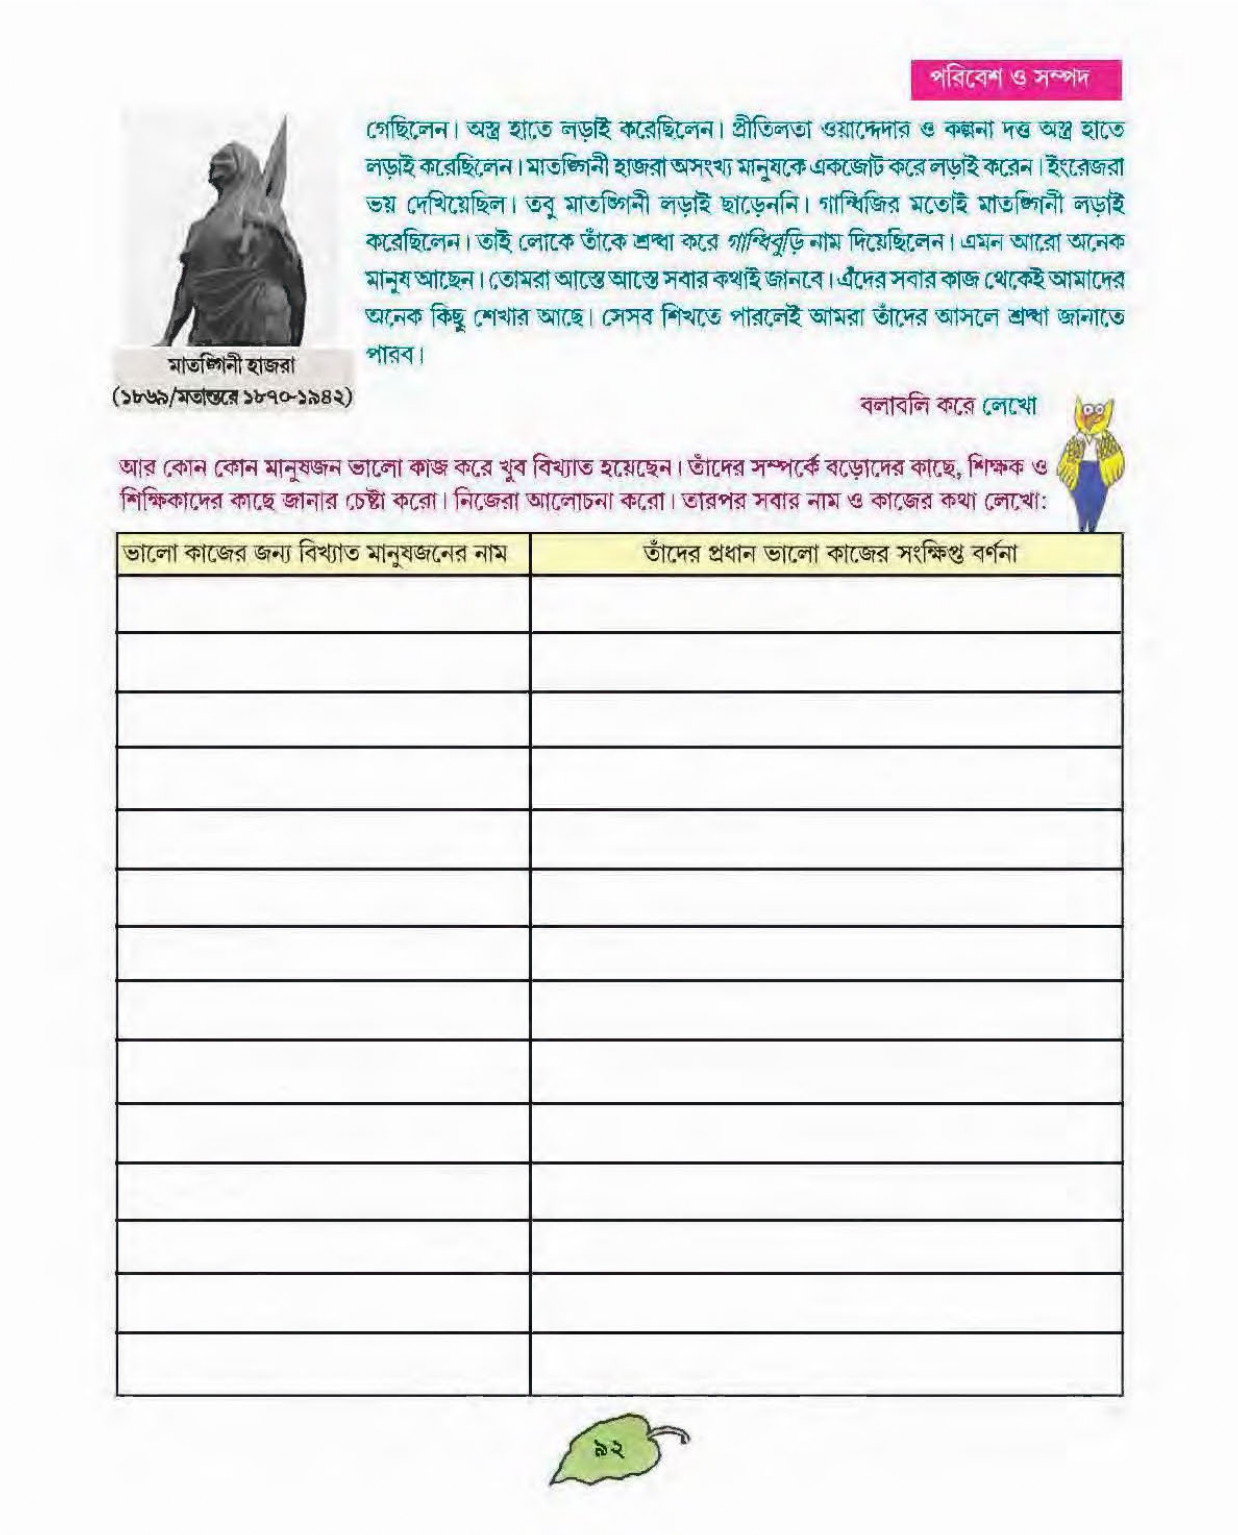 পরিবেশ ও সম্পদ
গেছিলেন। অস্ত্র হাতে লড়াই করেছিলেন। প্রীতিলতা ওয়াদ্দেদার ও কল্পনা দত্ত অস্ত্র হাতে
লড়াই করেছিলেন। মাতঙ্গিনী হাজরা অসংখ্য মানুষকে একজোট করে লড়াই করেন। ইংরেজরা
ভয় দেখিয়েছিল। তবু মাতঙ্গিনী লড়াই ছাড়েননি। গান্ধিজির মতোই মাতঙ্গিনী লড়াই
করেছিলেন। তাই লোকে তাঁকে শ্রদ্ধা করে গান্ধিবুড়ি নাম দিয়েছিলেন। এমন আরো অনেক
মানুষ আছেন। তোমরা আস্তে আস্তে সবার কথাই জানবে। এঁদের সবার কাজ থেকেই আমাদের
অনেক কিছু শেখার আছে। সেসব শিখতে পারলেই আমরা তাঁদের আসলে শ্রদ্ধা জানাতে
পারব।
মাতঙ্গিনী হাজরা
(১৮৬৯/মতান্তরে ১৮৭০-১৯৪২)
বলাবলি করে লেখো
আর কোন কোন মানুষজন ভালো কাজ করে খুব বিখ্যাত হয়েছেন। তাঁদের সম্পর্কে বড়োদের কাছে, শিক্ষক ও
শিক্ষিকাদের কাছে জানার চেষ্টা করো। নিজেরা আলোচনা করো। তারপর সবার নাম ও কাজের কথা লেখো:
ভালো কাজের জন্য বিখ্যাত মানুষজনের নাম
তাঁদের প্রধান ভালো কাজের সংক্ষিপ্ত বর্ণনা
৯২